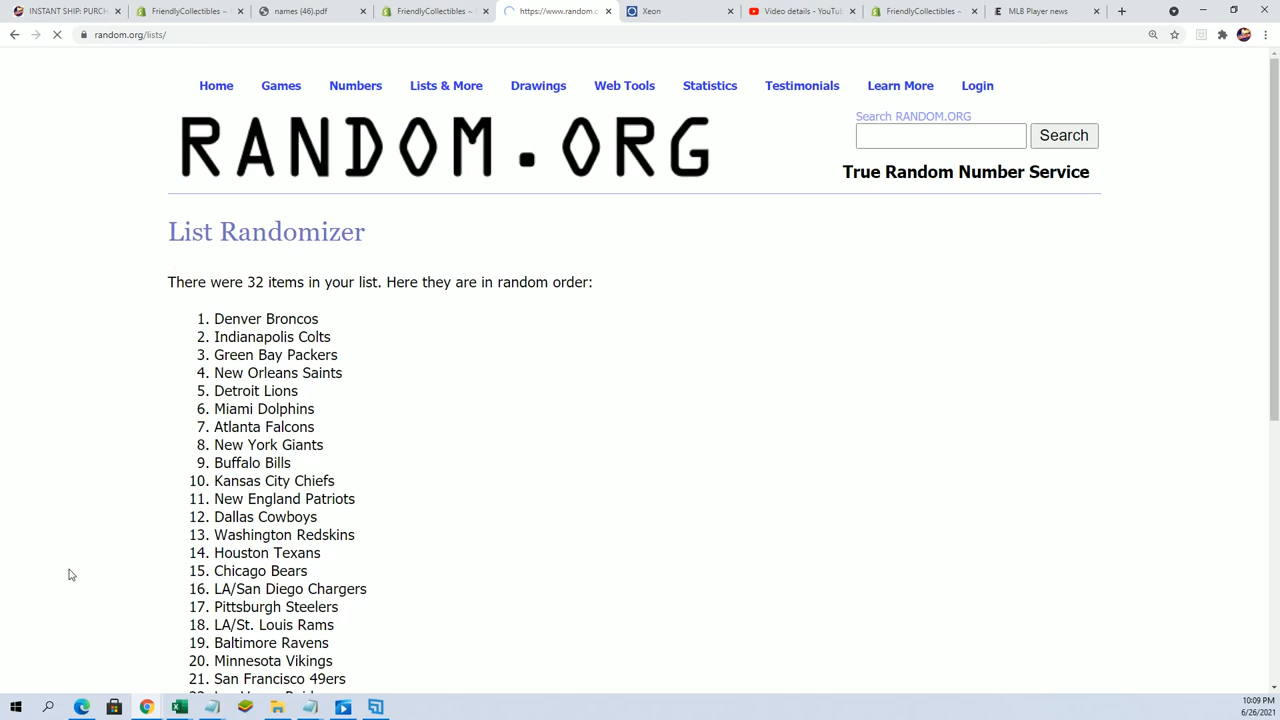 INSTANT SHIP: PURCH
FriendlyCollectibles –
names (46).pdf
FriendlyCollectibles –
https://www.random.
Xeon
Video details - YouTu
FriendlyCollectibles –
MLB Player news
random.org/lists/
Home Games Numbers Lists & More Drawings Web Tools Statistics Testimonials Learn More Login
RANDOM.ORG
Search RANDOM.ORG
Search
True Random Number Service
List Randomizer
There were 32 items in your list. Here they are in random order:
1. Denver Broncos
2. Indianapolis Colts
3. Green Bay Packers
4. New Orleans Saints
5. Detroit Lions
6. Miami Dolphins
7. Atlanta Falcons
8. New York Giants
9. Buffalo Bills
10. Kansas City Chiefs
11. New England Patriots
12. Dallas Cowboys
13. Washington Redskins
14. Houston Texans
15. Chicago Bears
16. LA/San Diego Chargers
17. Pittsburgh Steelers
18. LA/St. Louis Rams
19. Baltimore Ravens
20. Minnesota Vikings
21. San Francisco 49ers
10:09 PM
6/26/2021